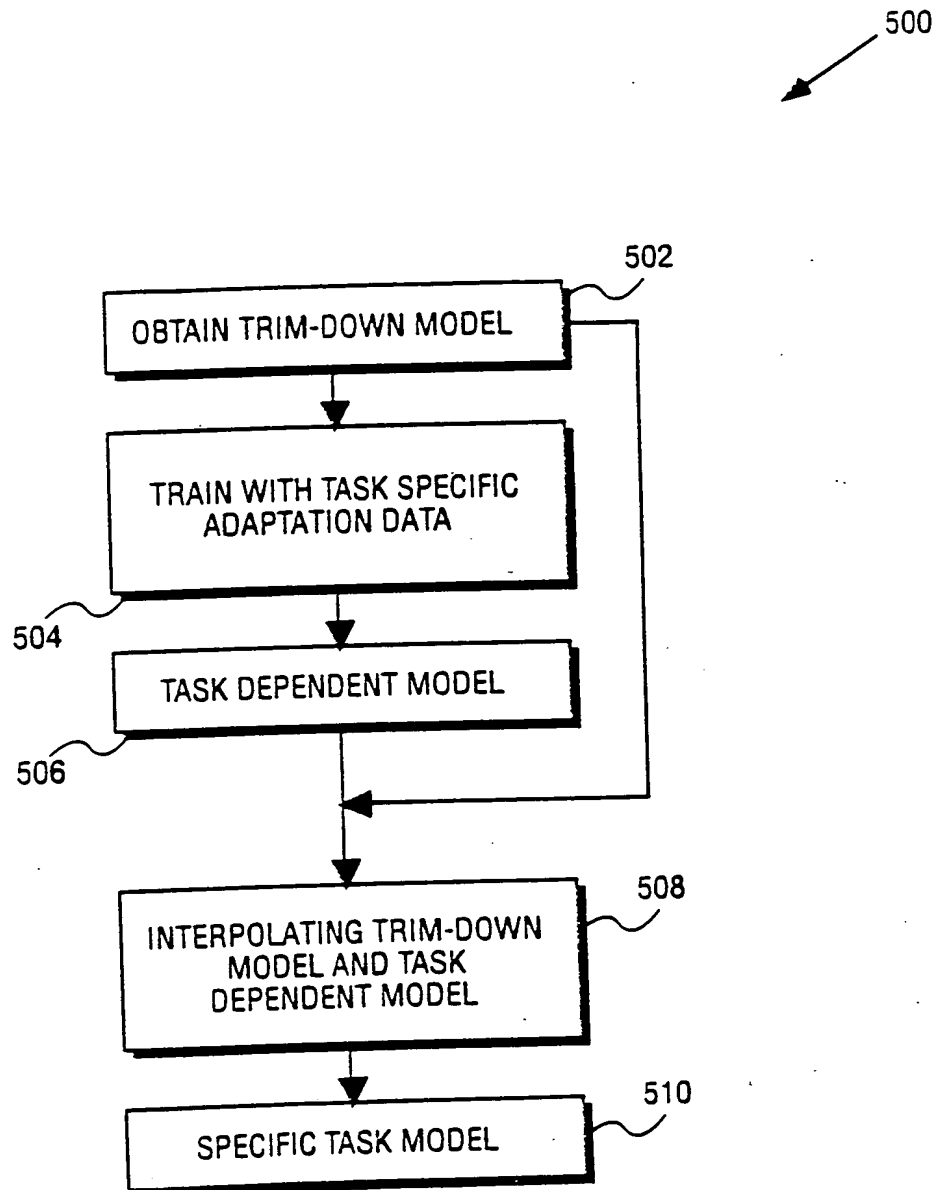 500
502
OBTAIN TRIM-DOWN MODEL
TRAIN WITH TASK SPECIFIC
ADAPTATION DATA
504
TASK DEPENDENT MODEL
506
508
INTERPOLATING TRIM-DOWN
MODEL AND TASK
DEPENDENT MODEL
510
SPECIFIC TASK MODEL